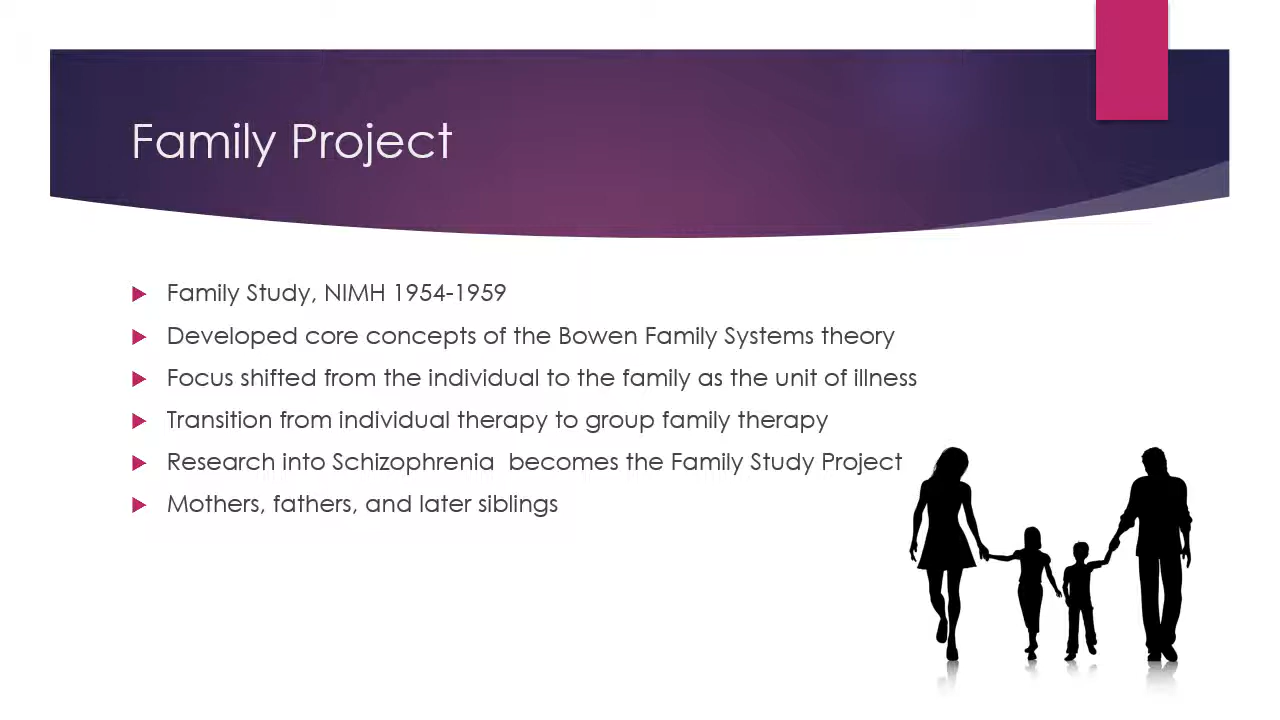 Family Project
Family Study, NIMH 1954-1959
Developed core concepts of the Bowen Family Systems theory
Focus shifted from the individual to the family as the unit of illness
Transition from individual therapy to group family therapy
Research into Schizophrenia  becomes the Family Study Project
Mothers, fathers, and later siblings